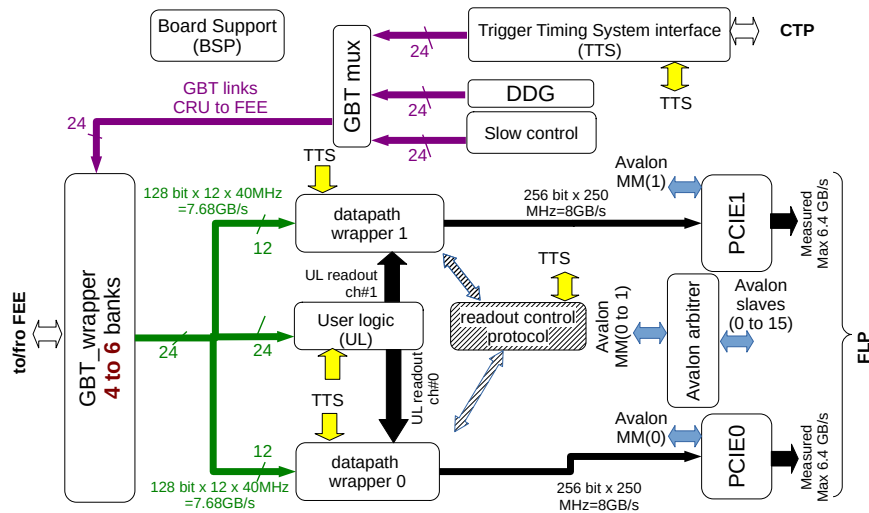 Board Support
(BSP)
Trigger Timing System interface
(TTS)
CTP
24
GBT mux
TTS
GBT links
CRU to FEE
DDG
24
24
Slow control
24
TTS
Avalon
MM(1)
128 bit x 12 x 40MHz
=7.68GB/s
256 bit x 250
MHz=8GB/s
datapath
wrapper 1
12
PCIE1
Measured
Max 6.4 GB/s
UL readout
ch#1
TTS
Avalon
slaves
(0 to 15)
to/fro FEE
GBT_wrapper
4 to 6 banks
24
24
User logic
(UL)
readout control
protocol
Avalon
MM(0 to 1)
Avalon arbitrer
FLP
UL readout
ch#0
TTS
Avalon
MM(0)
12
datapath
wrapper 0
PCIE0
Measured
Max 6.4 GB/s
128 bit x 12 x 40MHz
=7.68GB/s
256 bit x 250
MHz=8GB/s